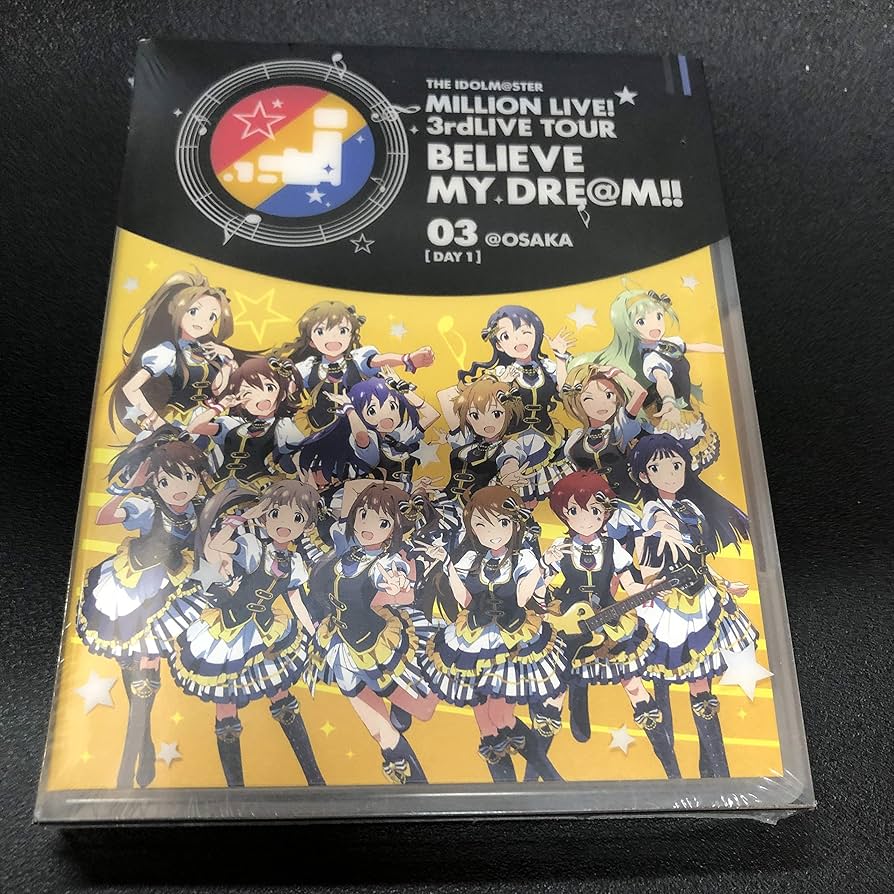 THE IDOLM@STER
MILLION LIVE!
3rdLIVE TOUR
BELIEVE
MY DRE@M!!
03 @OSAKA
[DAY 1]